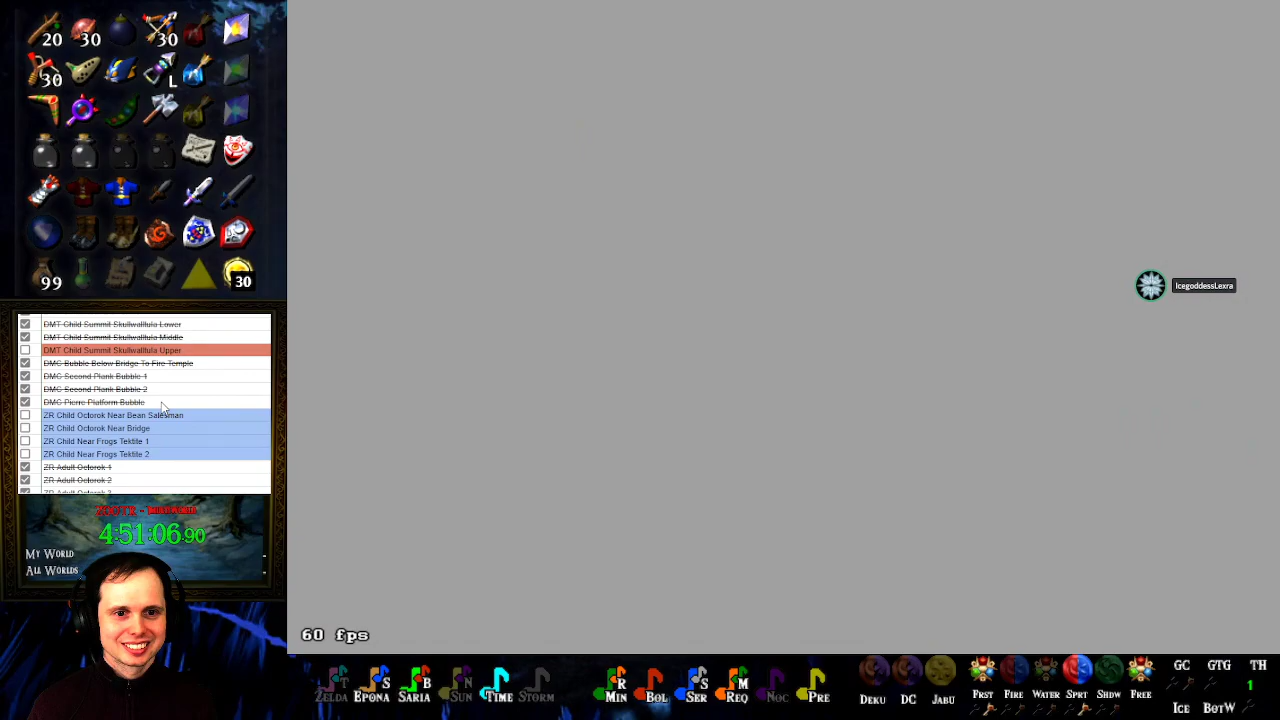 20 30 30
30 L
99 30
DMT Child Summit Skullwalltula Lower
DMT Child Summit Skullwalltula Middle
DMT Child Summit Skullwalltula Upper
DMC Bubble Below Bridge To Fire Temple
DMC Second Plank Bubble 1
DMC Second Plank Bubble 2
DMC Pierre Platform Bubble
ZR Child Octorok Near Bean Salesman
ZR Child Octorok Near Bridge
ZR Child Near Frogs Tektite 1
ZR Child Near Frogs Tektite 2
ZR Adult Octorok 1
ZR Adult Octorok 2
4:51:06.90
My World -
All Worlds -
IcegoddessLexra
60 fps
T S B N
R S M
Zelda Epona Saria Sun Time Storm Min Bol Ser Req Noc Pre
Deku DC Jabu Frst Fire Water Sprt Shdw Free
GC GTG TH
1
Ice BotW